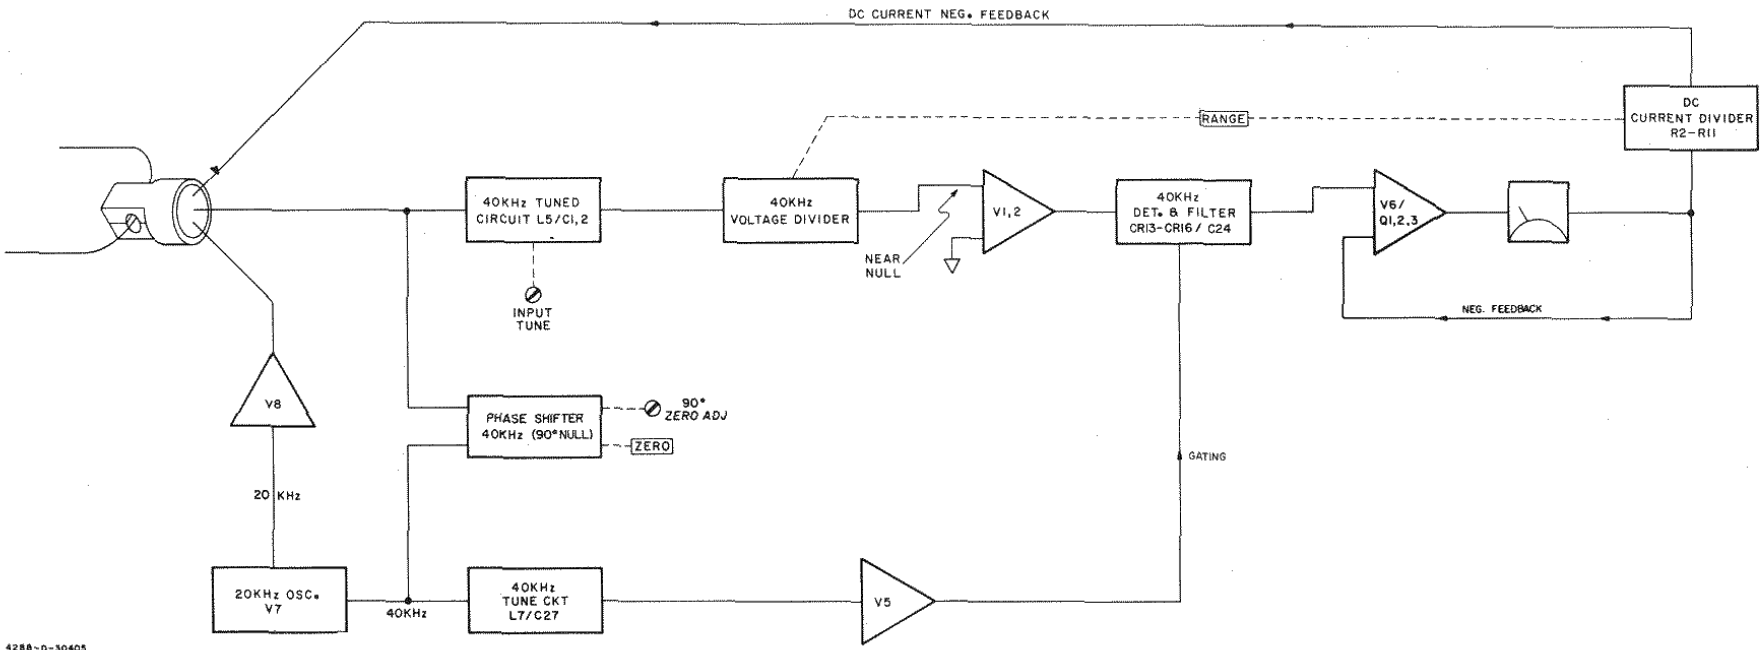 DC CURRENT NEG. FEEDBACK
DC
CURRENT DIVIDER
R2-R11
RANGE
40KHz TUNED
CIRCUIT L5/C1,2
40KHz
VOLTAGE DIVIDER
V1,2
40KHz
DET. & FILTER
CR13-CR16/ C24
V6/
Q1,2,3
NEAR
NULL
INPUT
TUNE
NEG. FEEDBACK
V8
PHASE SHIFTER
40KHz (90° NULL)
90°
ZERO ADJ
ZERO
GATING
20 KHz
20KHz OSC.
V7
40KHz
40KHz
TUNE CKT
L7/C27
V5
4288-D-30405